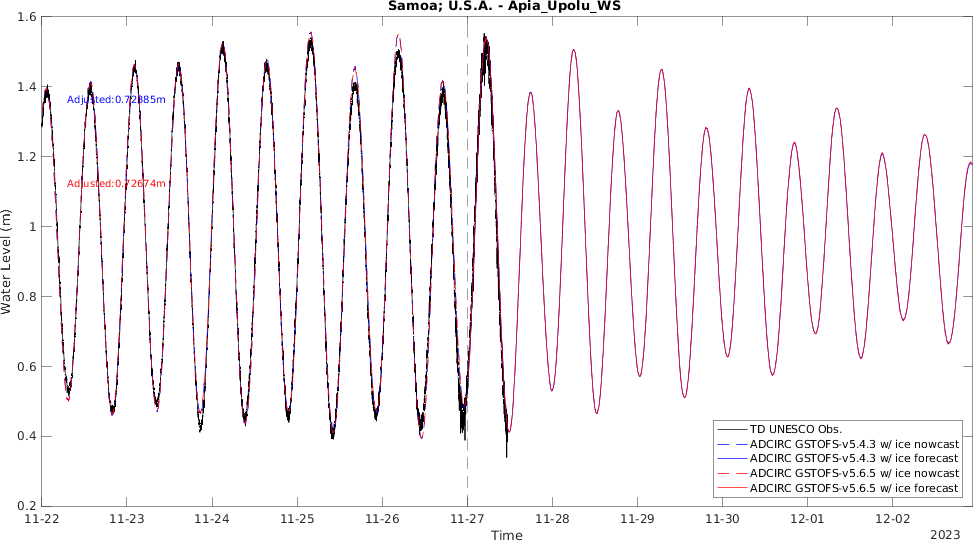 Samoa; U.S.A. - Apia_Upolu_WS
1.6
1.4
1.2
1
0.8
0.6
0.4
0.2
Water Level (m)
Adjusted:0.72885m
Adjusted:0.72674m
TD UNESCO Obs.
ADCIRC GSTOFS-v5.4.3 w/ ice nowcast
ADCIRC GSTOFS-v5.4.3 w/ ice forecast
ADCIRC GSTOFS-v5.6.5 w/ ice nowcast
ADCIRC GSTOFS-v5.6.5 w/ ice forecast
11-22 11-23 11-24 11-25 11-26 11-27 11-28 11-29 11-30 12-01 12-02
Time
2023